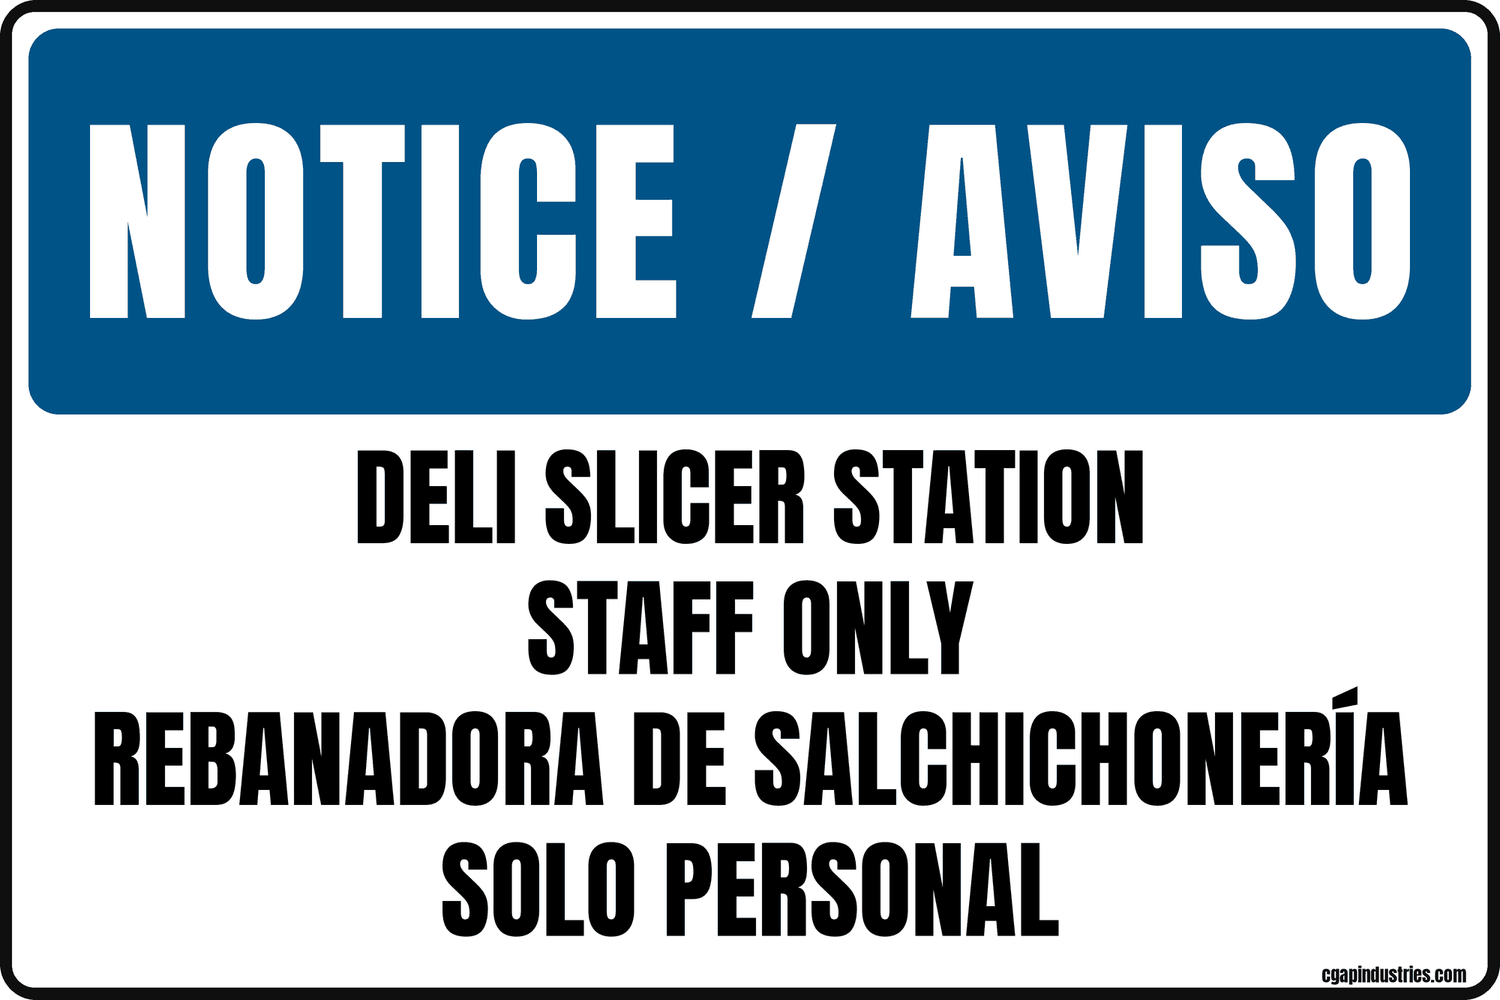 NOTICE / AVISO
DELI SLICER STATION
STAFF ONLY
REBANADORA DE SALCHICHONERÍA
SOLO PERSONAL
cgapindustries.com